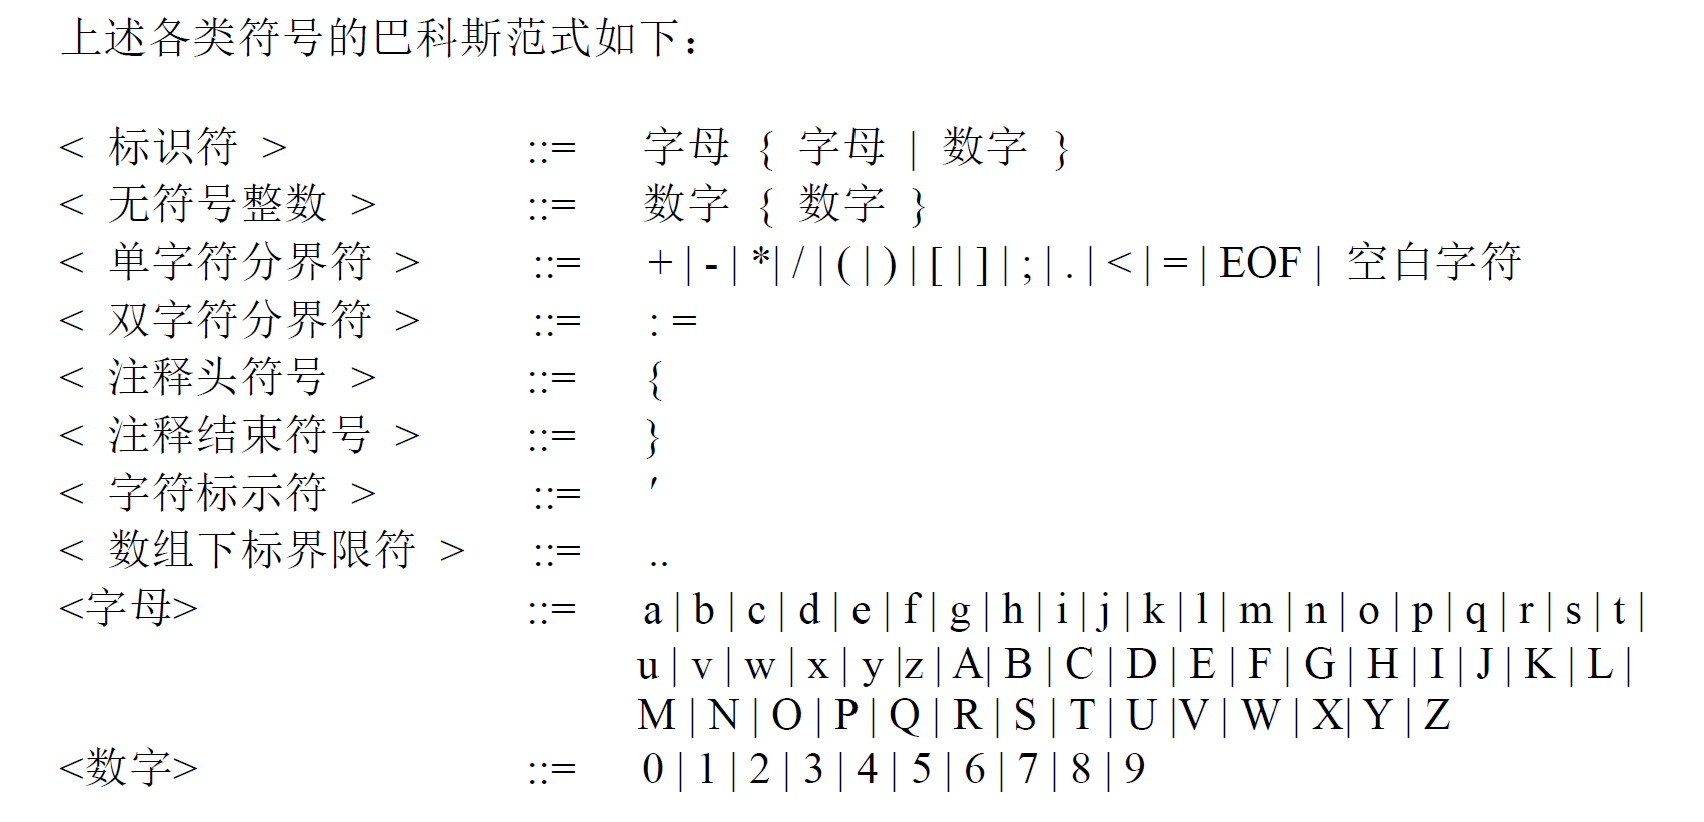 上述各类符号的巴科斯范式如下：
< 标识符 > ::= 字母 { 字母 | 数字 }
< 无符号整数 > ::= 数字 { 数字 }
< 单字符分界符 > ::= + | - | *| / | ( | ) | [ | ] | ; | . | < | = | EOF | 空白字符
< 双字符分界符 > ::= : =
< 注释头符号 > ::= {
< 注释结束符号 > ::= }
< 字符标示符 > ::= ′
< 数组下标界限符 > ::= ..
<字母> ::= a | b | c | d | e | f | g | h | i | j | k | l | m | n | o | p | q | r | s | t |
u | v | w | x | y |z | A| B | C | D | E | F | G | H | I | J | K | L |
M | N | O | P | Q | R | S | T | U |V | W | X| Y | Z
<数字> ::= 0 | 1 | 2 | 3 | 4 | 5 | 6 | 7 | 8 | 9